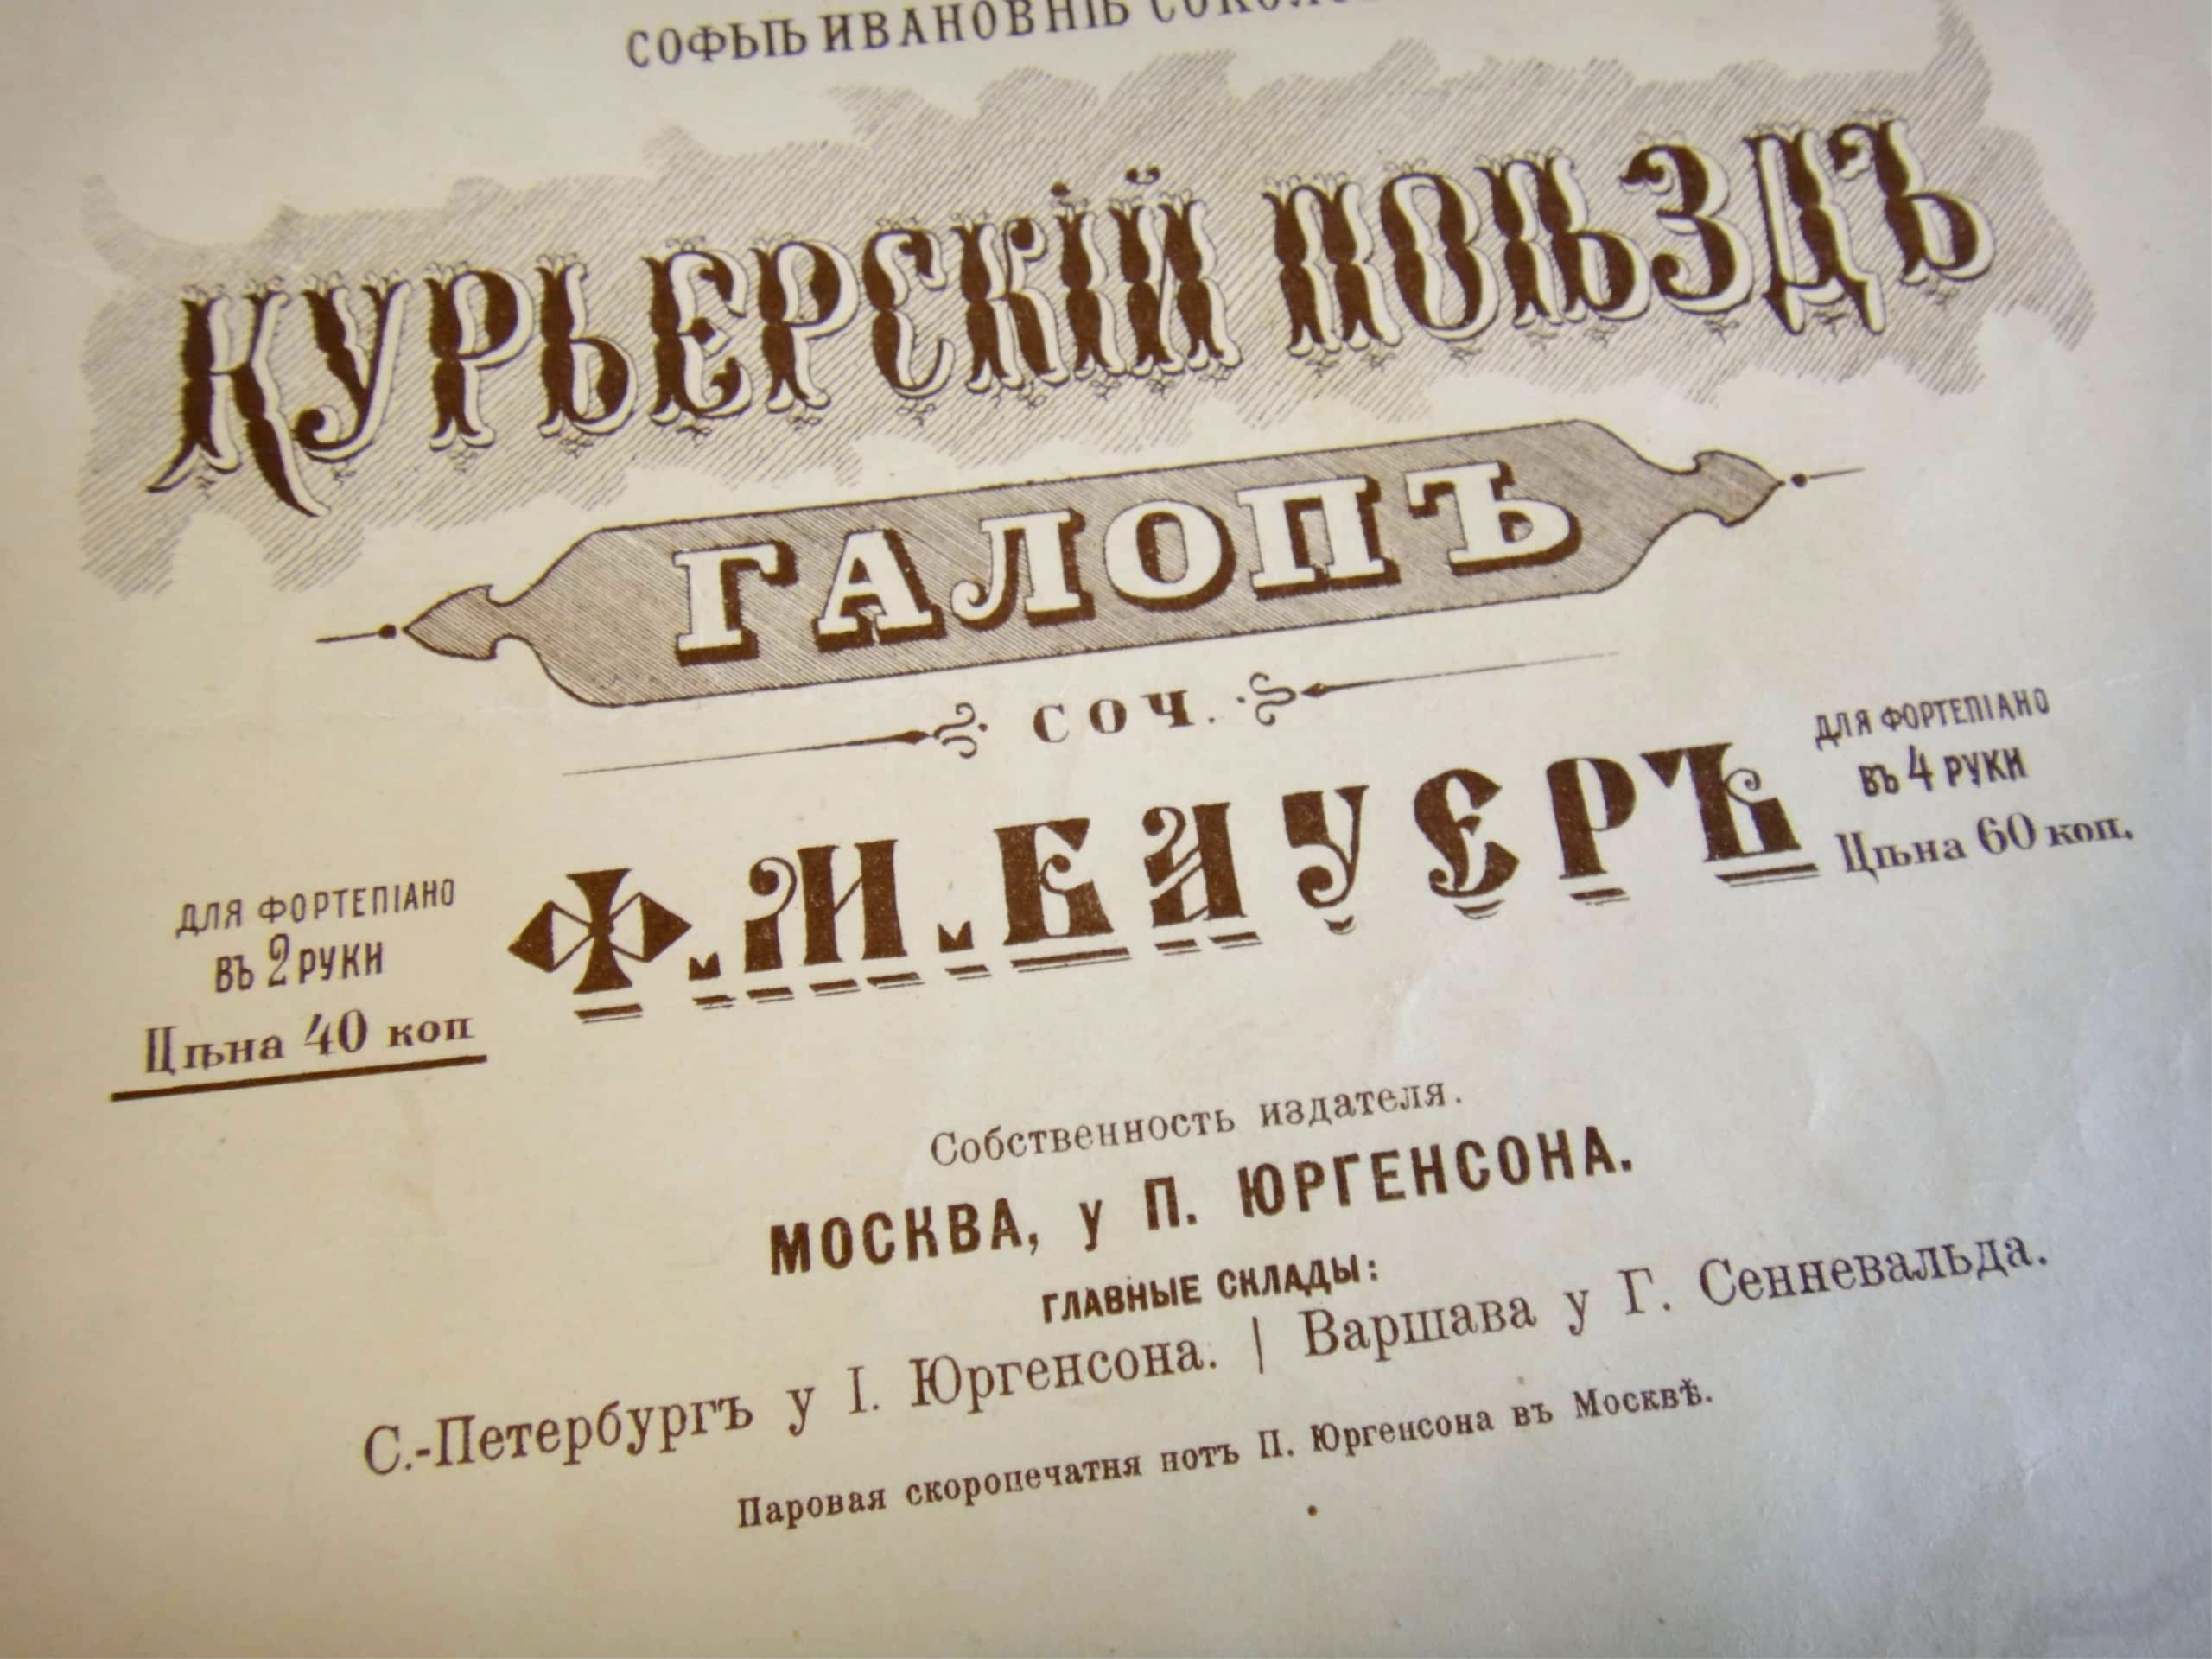 СОФЬѢ ИВАНОВНѢ
КУРЬЕРСКІЙ ПОѢЗДЪ
ГАЛОПЪ
СОЧ.
Ф. М. БАУЕРЪ
ДЛЯ ФОРТЕПІАНО
ВЪ 2 РУКИ
Цѣна 40 коп
ДЛЯ ФОРТЕПІАНО
ВЪ 4 РУКИ
Цѣна 60 коп.
Собственность издателя.
МОСКВА, у П. ЮРГЕНСОНА.
ГЛАВНЫЕ СКЛАДЫ:
С.-Петербургъ у І. Юргенсона. | Варшава у Г. Сенневальда.
Паровая скоропечатня нотъ П. Юргенсона въ Москвѣ.